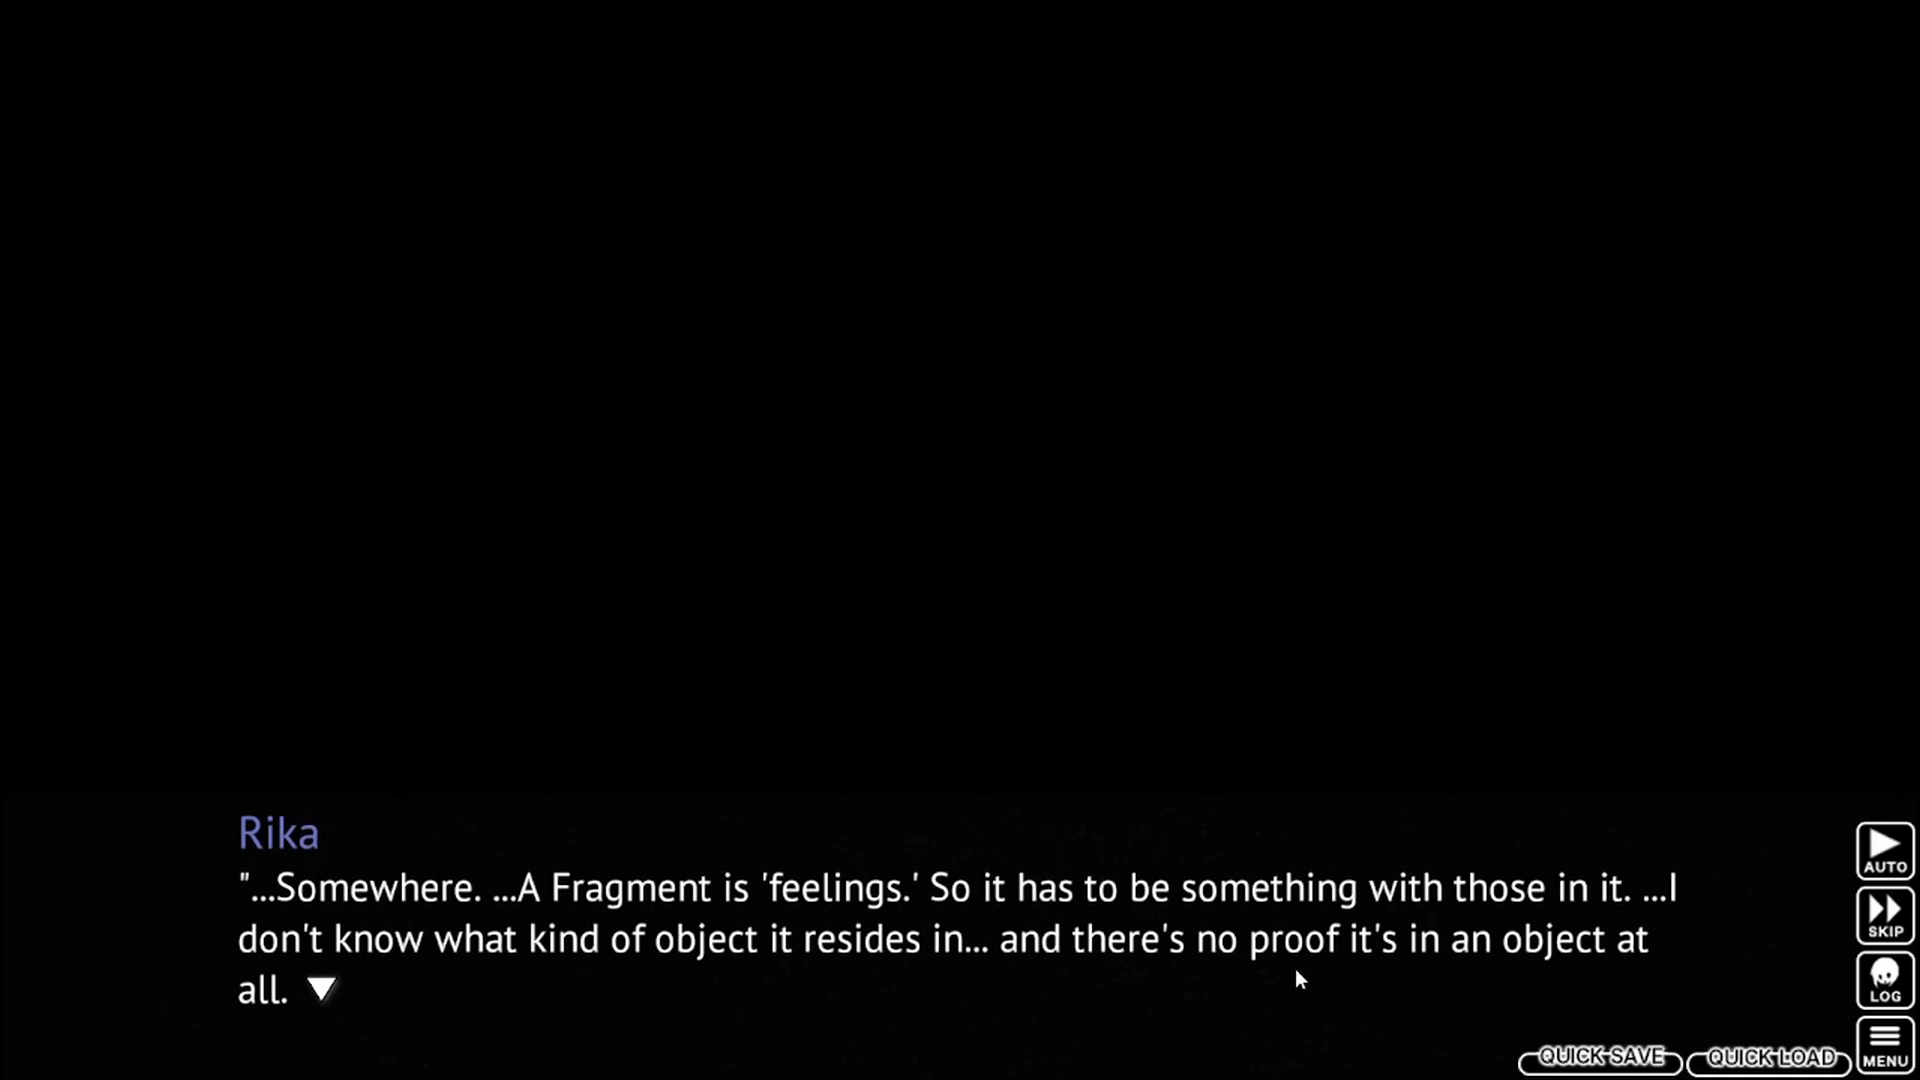 Rika
"...Somewhere. ...A Fragment is 'feelings.' So it has to be something with those in it. ...I
don't know what kind of object it resides in... and there's no proof it's in an object at
all.
AUTO
SKIP
LOG
MENU
QUICK SAVE QUICK LOAD